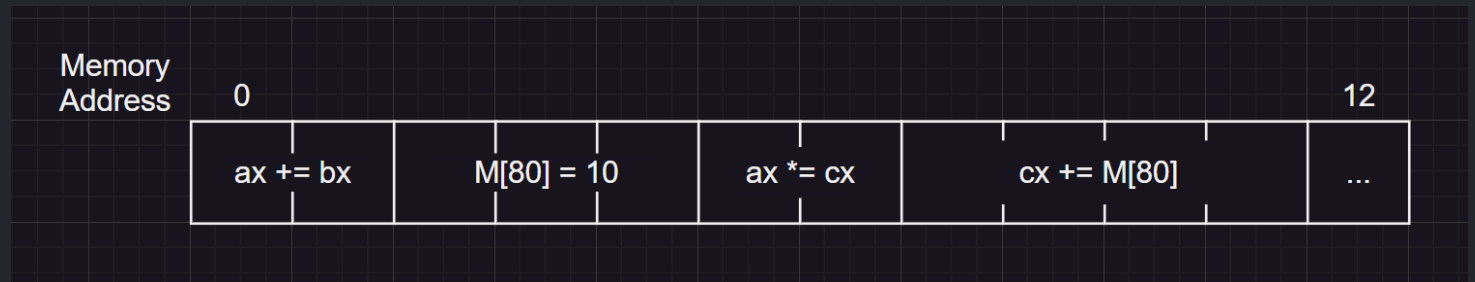 Memory
Address
0
12
ax += bx
M[80] = 10
ax *= cx
cx += M[80]
...